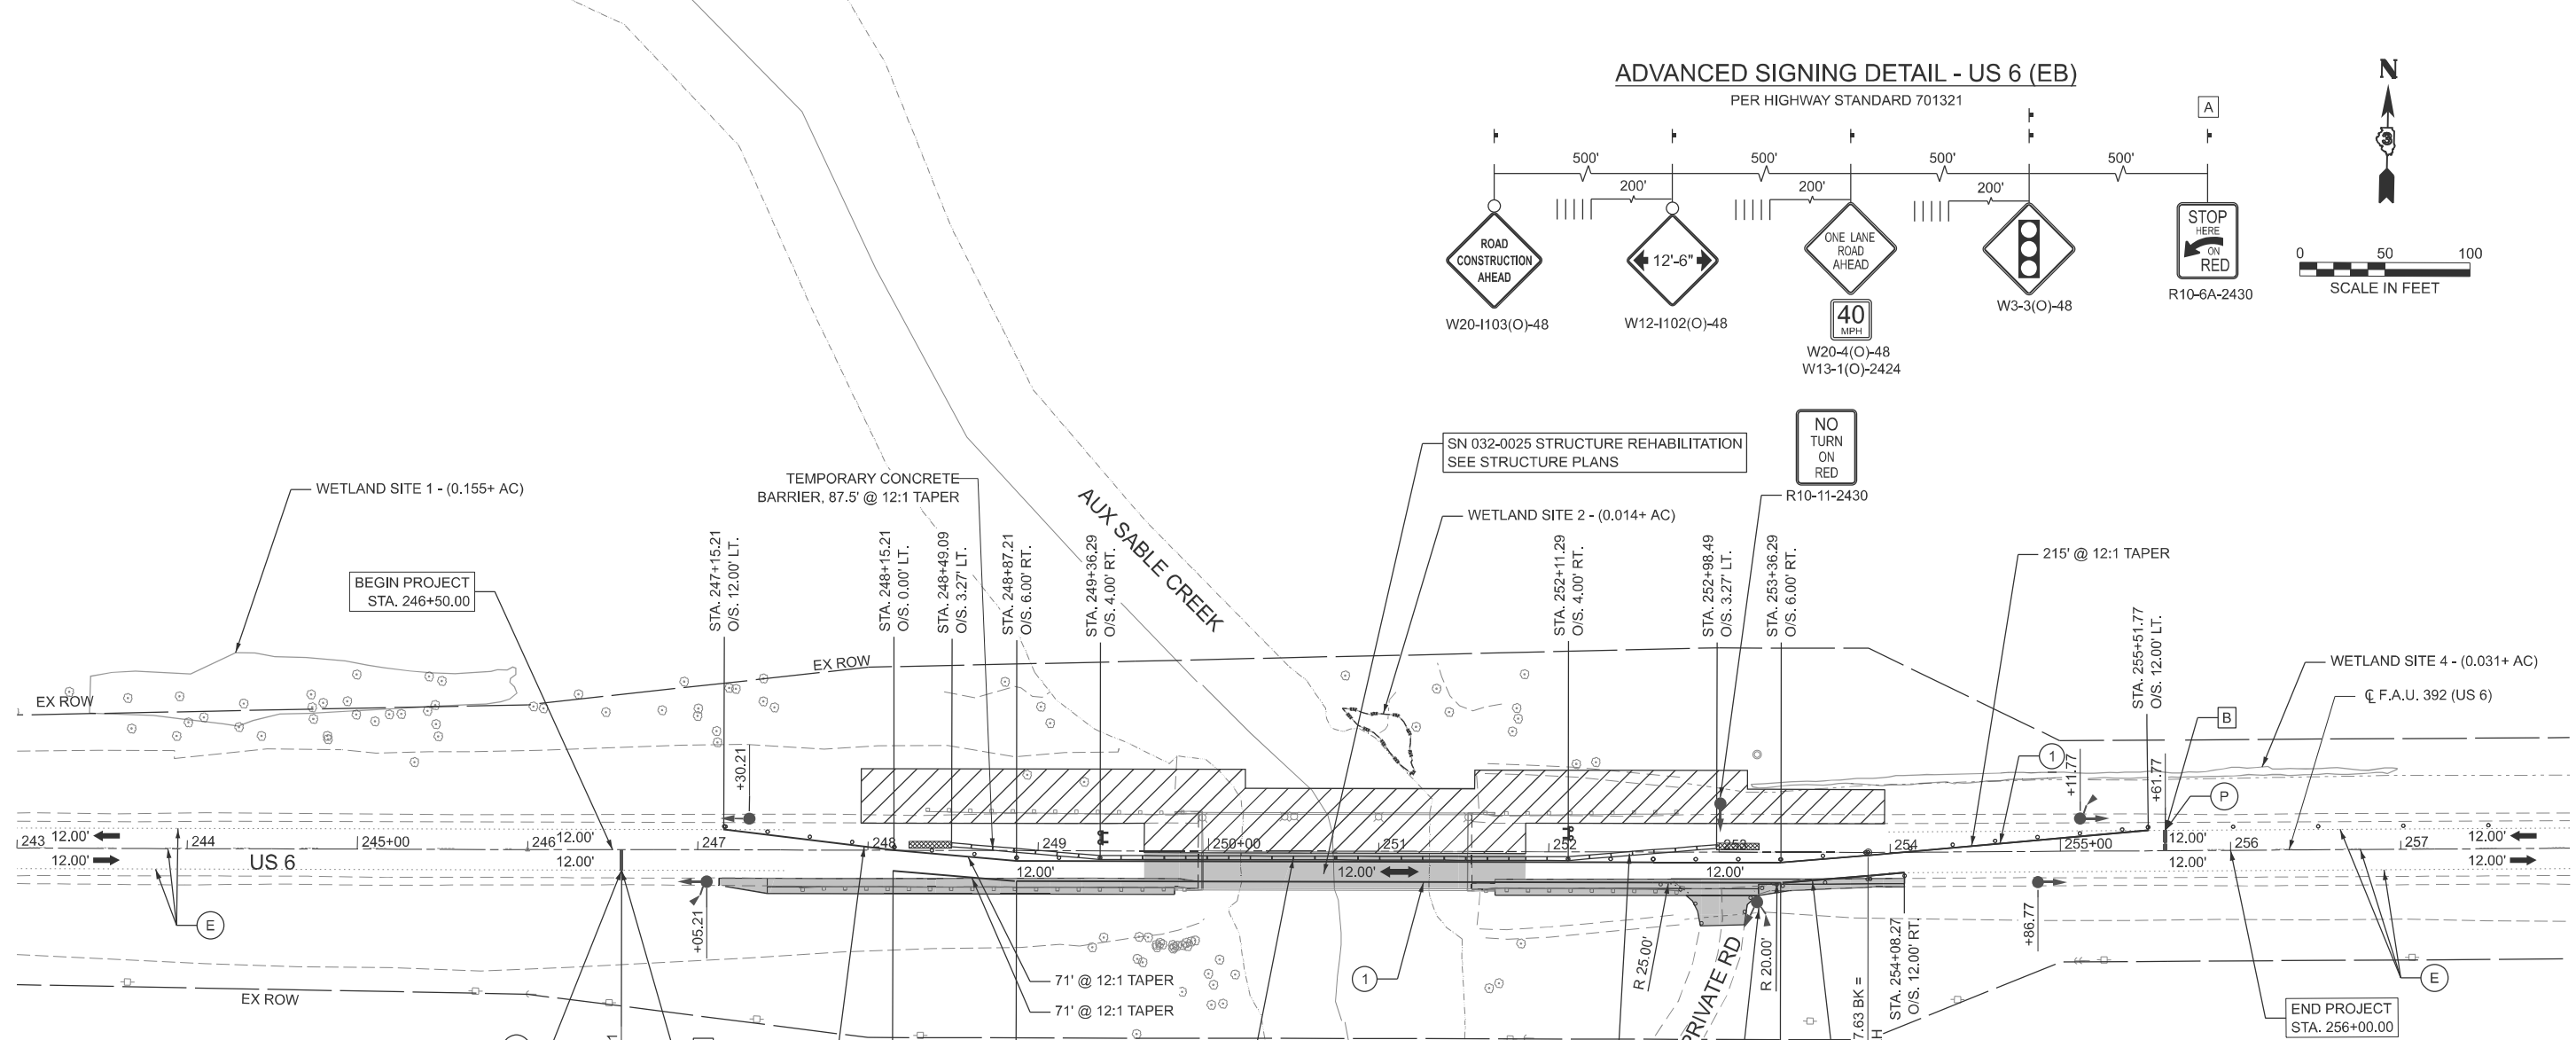 ADVANCED SIGNING DETAIL - US 6 (EB)
PER HIGHWAY STANDARD 701321
A
N
3
500'
500'
500'
500'
200'
200'
200'
ROAD
CONSTRUCTION
AHEAD
W20-I103(O)-48
12'-6"
W12-I102(O)-48
ONE LANE
ROAD
AHEAD
40
MPH
W20-4(O)-48
W13-1(O)-2424
W3-3(O)-48
STOP
HERE
ON
RED
R10-6A-2430
0 50 100
SCALE IN FEET
NO
TURN
ON
RED
R10-11-2430
SN 032-0025 STRUCTURE REHABILITATION
SEE STRUCTURE PLANS
WETLAND SITE 1 - (0.155+ AC)
TEMPORARY CONCRETE
BARRIER, 87.5' @ 12:1 TAPER
AUX SABLE CREEK
WETLAND SITE 2 - (0.014+ AC)
215' @ 12:1 TAPER
BEGIN PROJECT
STA. 246+50.00
STA. 247+15.21
O/S. 12.00' LT.
STA. 248+15.21
O/S. 0.00' LT.
STA. 248+49.09
O/S. 3.27' LT.
STA. 248+87.21
O/S. 6.00' RT.
STA. 249+36.29
O/S. 4.00' RT.
STA. 252+11.29
O/S. 4.00' RT.
STA. 252+98.49
O/S. 3.27' LT.
STA. 253+36.29
O/S. 6.00' RT.
STA. 255+51.77
O/S. 12.00' LT.
WETLAND SITE 4 - (0.031+ AC)
℄ F.A.U. 392 (US 6)
B
EX ROW
EX ROW
+30.21
1
+11.77
+61.77
P
243
12.00'
244
245+00
246
12.00'
247
248
249
250+00
251
252
253
254
255+00
12.00'
256
257
12.00'
12.00'
US 6
12.00'
12.00'
12.00'
12.00'
12.00'
12.00'
E
+05.21
71' @ 12:1 TAPER
71' @ 12:1 TAPER
1
R 25.00'
PRIVATE RD
R 20.00'
7.63 BK =
STA. 254+08.27
O/S. 12.00' RT.
+86.77
E
EX ROW
END PROJECT
STA. 256+00.00